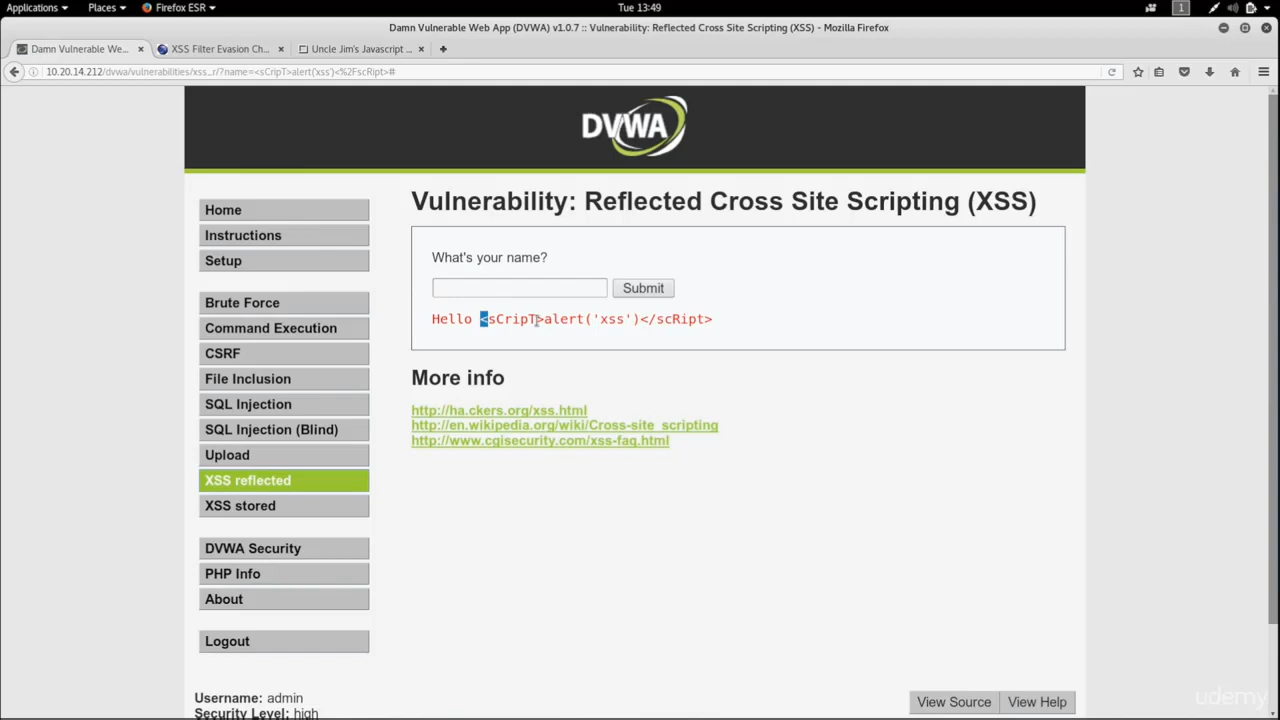 Applications Places Firefox ESR Tue 13:49 1
Damn Vulnerable Web App (DVWA) v1.0.7 :: Vulnerability: Reflected Cross Site Scripting (XSS) - Mozilla Firefox
Damn Vulnerable We... × XSS Filter Evasion Ch... × Uncle Jim's Javascript ... ×
10.20.14.212/dvwa/vulnerabilities/xss_r/?name=<sCripT>alert('xss')<%2FscRipt>#
DVWA
Vulnerability: Reflected Cross Site Scripting (XSS)
Home
Instructions
Setup
Brute Force
Command Execution
CSRF
File Inclusion
SQL Injection
SQL Injection (Blind)
Upload
XSS reflected
XSS stored
DVWA Security
PHP Info
About
Logout
What's your name?
Submit
Hello <sCripT>alert('xss')</scRipt>
More info
http://ha.ckers.org/xss.html
http://en.wikipedia.org/wiki/Cross-site_scripting
http://www.cgisecurity.com/xss-faq.html
Username: admin
Security Level: high
View Source View Help
udemy